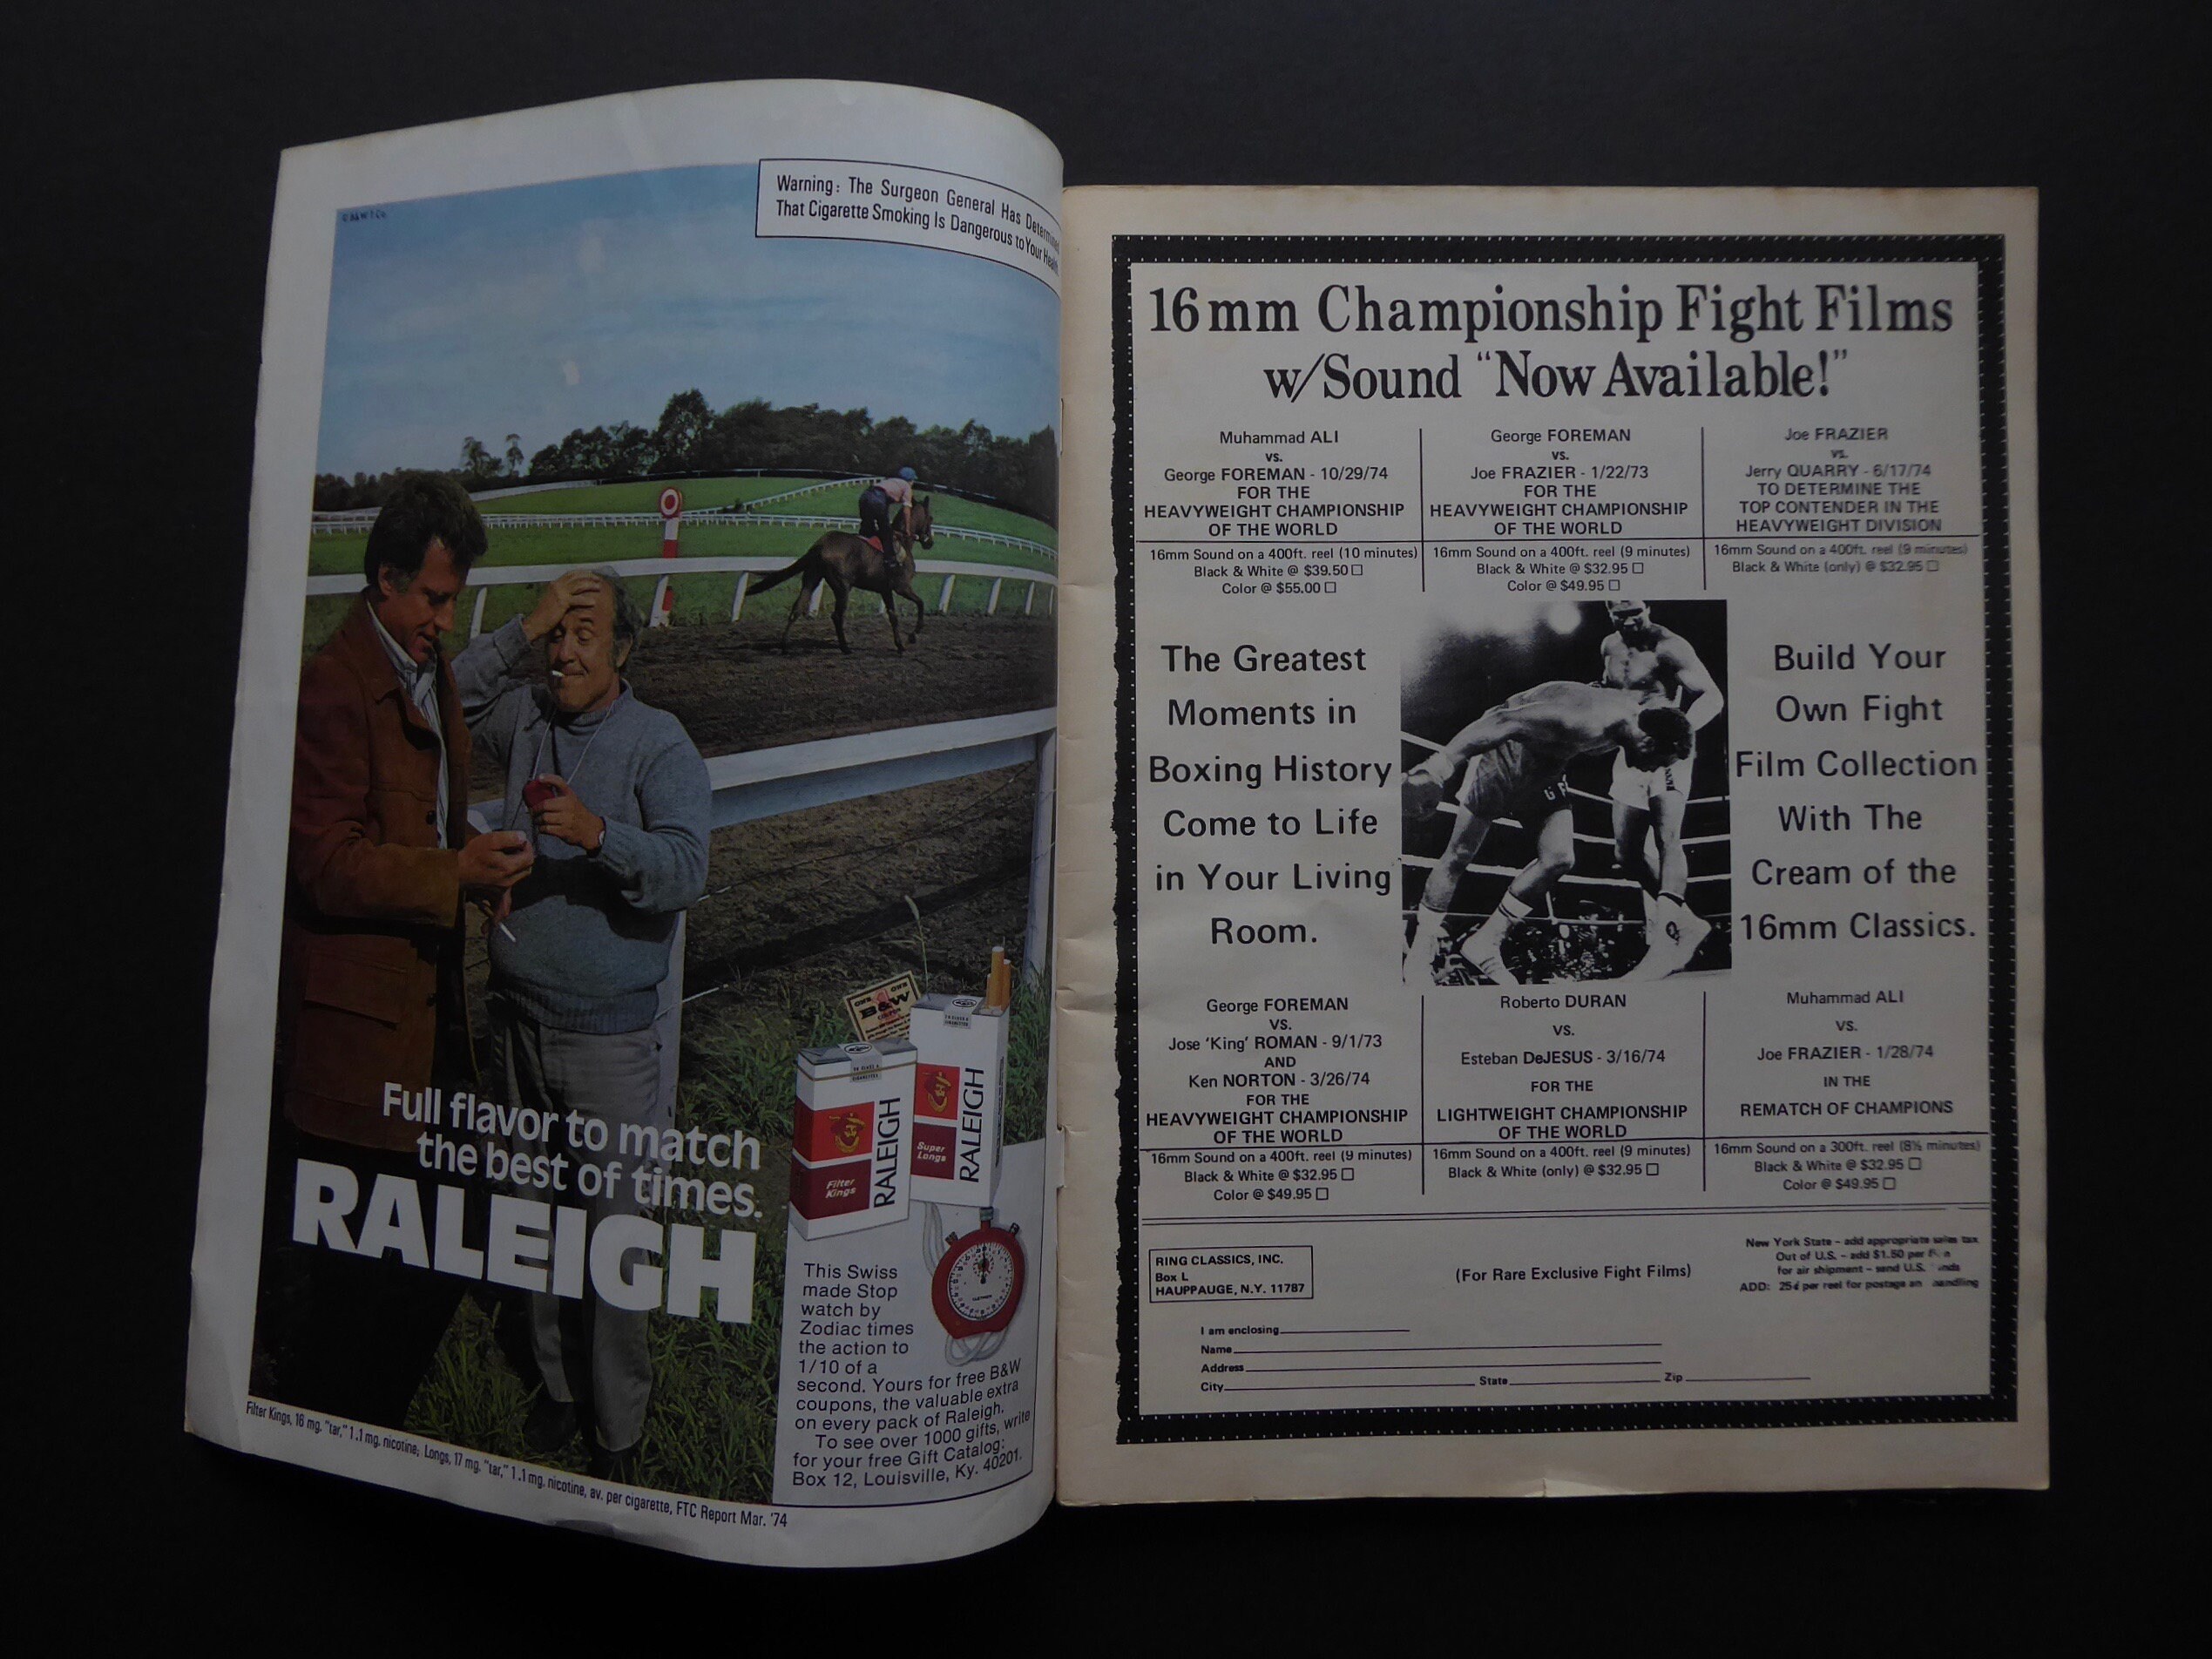 © B&W T Co.
Warning: The Surgeon General Has
That Cigarette Smoking Is Dangerous to Your
ONE ONE
B&W
COUPON
RALEIGH
Filter
Kings
RALEIGH
Super
Longs
Full flavor to match
the best of times.
RALEIGH
This Swiss
made Stop
watch by
Zodiac times
the action to
1/10 of a
second. Yours for free B&W
coupons, the valuable extra
on every pack of Raleigh.
To see over 1000 gifts, write
for your free Gift Catalog:
Box 12, Louisville, Ky. 40201.
Filter Kings, 16 mg. "tar," 1.1 mg. nicotine; Longs, 17 mg. "tar," 1.1 mg. nicotine, av. per cigarette, FTC Report Mar. '74
16mm Championship Fight Films
w/Sound "Now Available!"
Muhammad ALI
vs.
George FOREMAN - 10/29/74
FOR THE
HEAVYWEIGHT CHAMPIONSHIP
OF THE WORLD
16mm Sound on a 400ft. reel (10 minutes)
Black & White @ $39.50
Color @ $55.00
George FOREMAN
vs.
Joe FRAZIER - 1/22/73
FOR THE
HEAVYWEIGHT CHAMPIONSHIP
OF THE WORLD
16mm Sound on a 400ft. reel (9 minutes)
Black & White @ $32.95
Color @ $49.95
Joe FRAZIER
vs.
Jerry QUARRY - 6/17/74
TO DETERMINE THE
TOP CONTENDER IN THE
HEAVYWEIGHT DIVISION
16mm Sound on a 400ft. reel (9 minutes)
Black & White (only) @ $32.95
The Greatest
Moments in
Boxing History
Come to Life
in Your Living
Room.
Build Your
Own Fight
Film Collection
With The
Cream of the
16mm Classics.
George FOREMAN
VS.
Jose 'King' ROMAN - 9/1/73
AND
Ken NORTON - 3/26/74
FOR THE
HEAVYWEIGHT CHAMPIONSHIP
OF THE WORLD
16mm Sound on a 400ft. reel (9 minutes)
Black & White @ $32.95
Color @ $49.95
Roberto DURAN
VS.
Esteban DeJESUS - 3/16/74
FOR THE
LIGHTWEIGHT CHAMPIONSHIP
OF THE WORLD
16mm Sound on a 400ft. reel (9 minutes)
Black & White (only) @ $32.95
Muhammad ALI
VS.
Joe FRAZIER - 1/28/74
IN THE
REMATCH OF CHAMPIONS
16mm Sound on a 300ft. reel (8½ minutes)
Black & White @ $32.95
Color @ $49.95
RING CLASSICS, INC.
Box L
HAUPPAUGE, N.Y. 11787
(For Rare Exclusive Fight Films)
New York State - add appropriate sales tax
Out of U.S. - add $1.50 per
for air shipment - send U.S.
ADD: 25¢ per reel for postage
I am enclosing
Name
Address
City State Zip